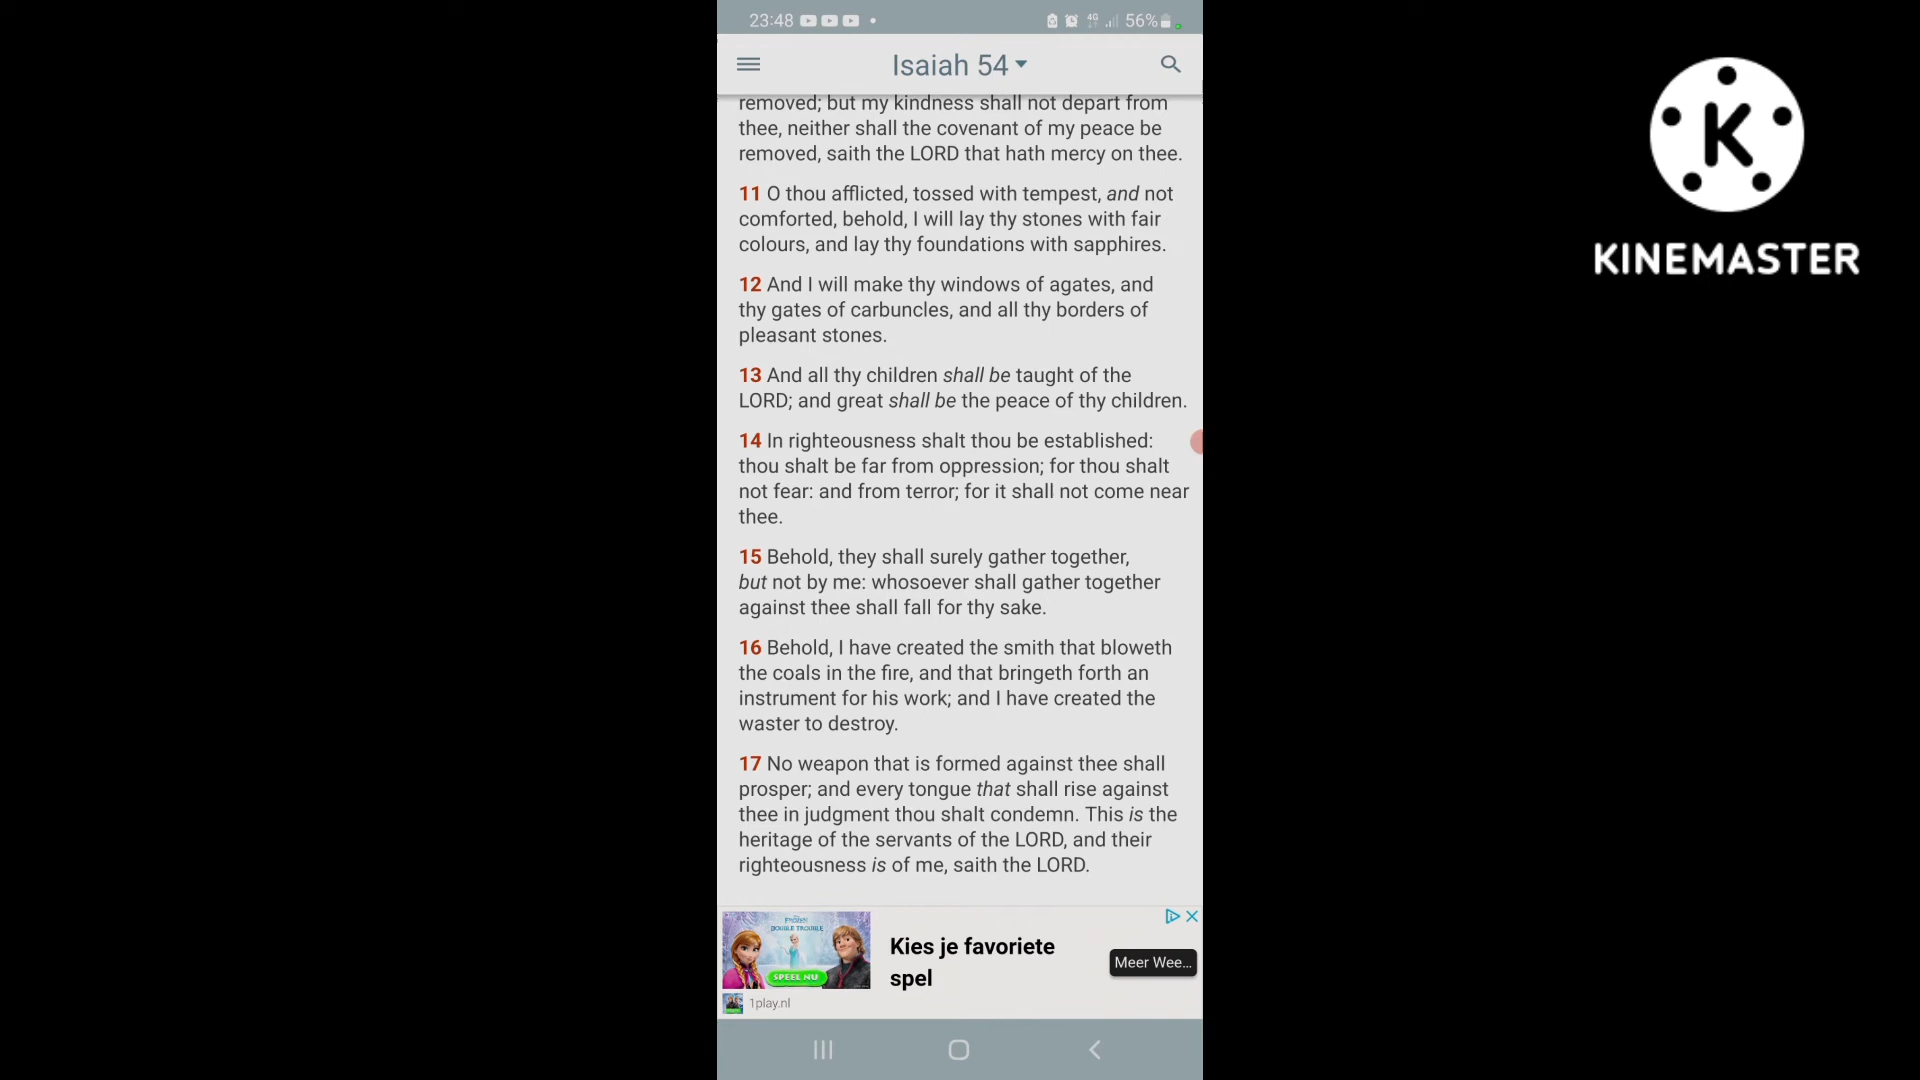 23:48
4G
56%
Isaiah 54
removed; but my kindness shall not depart from
thee, neither shall the covenant of my peace be
removed, saith the LORD that hath mercy on thee.
11 O thou afflicted, tossed with tempest, and not
comforted, behold, I will lay thy stones with fair
colours, and lay thy foundations with sapphires.
12 And I will make thy windows of agates, and
thy gates of carbuncles, and all thy borders of
pleasant stones.
13 And all thy children shall be taught of the
LORD; and great shall be the peace of thy children.
14 In righteousness shalt thou be established:
thou shalt be far from oppression; for thou shalt
not fear: and from terror; for it shall not come near
thee.
15 Behold, they shall surely gather together,
but not by me: whosoever shall gather together
against thee shall fall for thy sake.
16 Behold, I have created the smith that bloweth
the coals in the fire, and that bringeth forth an
instrument for his work; and I have created the
waster to destroy.
17 No weapon that is formed against thee shall
prosper; and every tongue that shall rise against
thee in judgment thou shalt condemn. This is the
heritage of the servants of the LORD, and their
righteousness is of me, saith the LORD.
FROZEN
DOUBLE TROUBLE
SPEEL NU
Kies je favoriete
spel
Meer Wee...
1play.nl
K
KINEMASTER